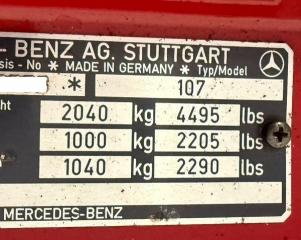 - BENZ AG. STUTTGART
sis - No * MADE IN GERMANY * Typ/Model
* 107
ht 2040 kg 4495 lbs
1000 kg 2205 lbs
1040 kg 2290 lbs
MERCEDES-BENZ